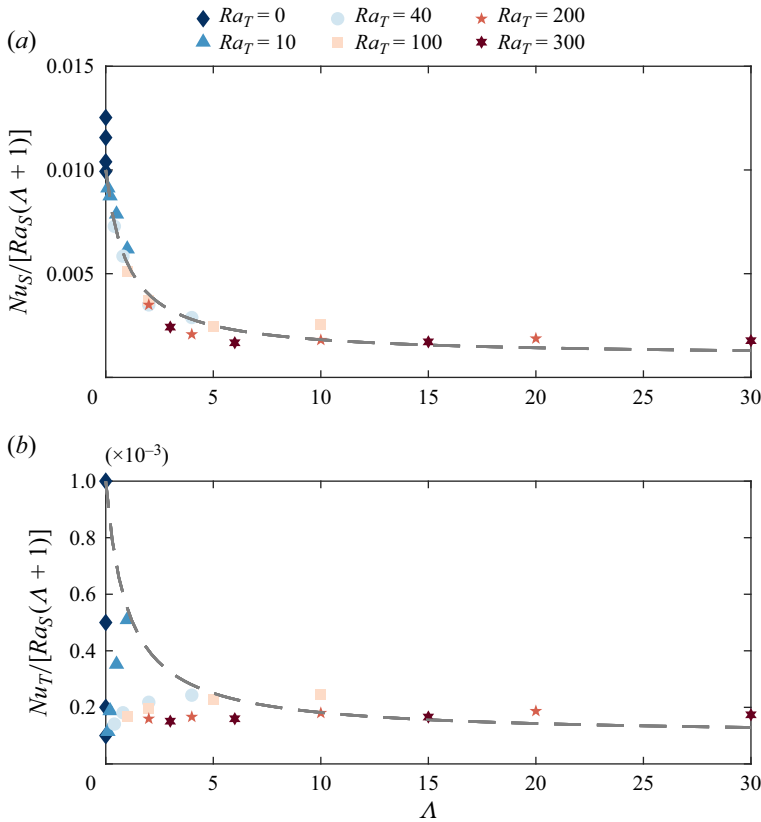 Ra_T = 0 Ra_T = 40 Ra_T = 200
Ra_T = 10 Ra_T = 100 Ra_T = 300
(a)
0.015
0.010
0.005
Nu_S/[Ra_S(Λ + 1)]
0 5 10 15 20 25 30
(b)
(×10⁻³)
1.0
0.8
0.6
0.4
0.2
Nu_T/[Ra_S(Λ + 1)]
0 5 10 15 20 25 30
Λ